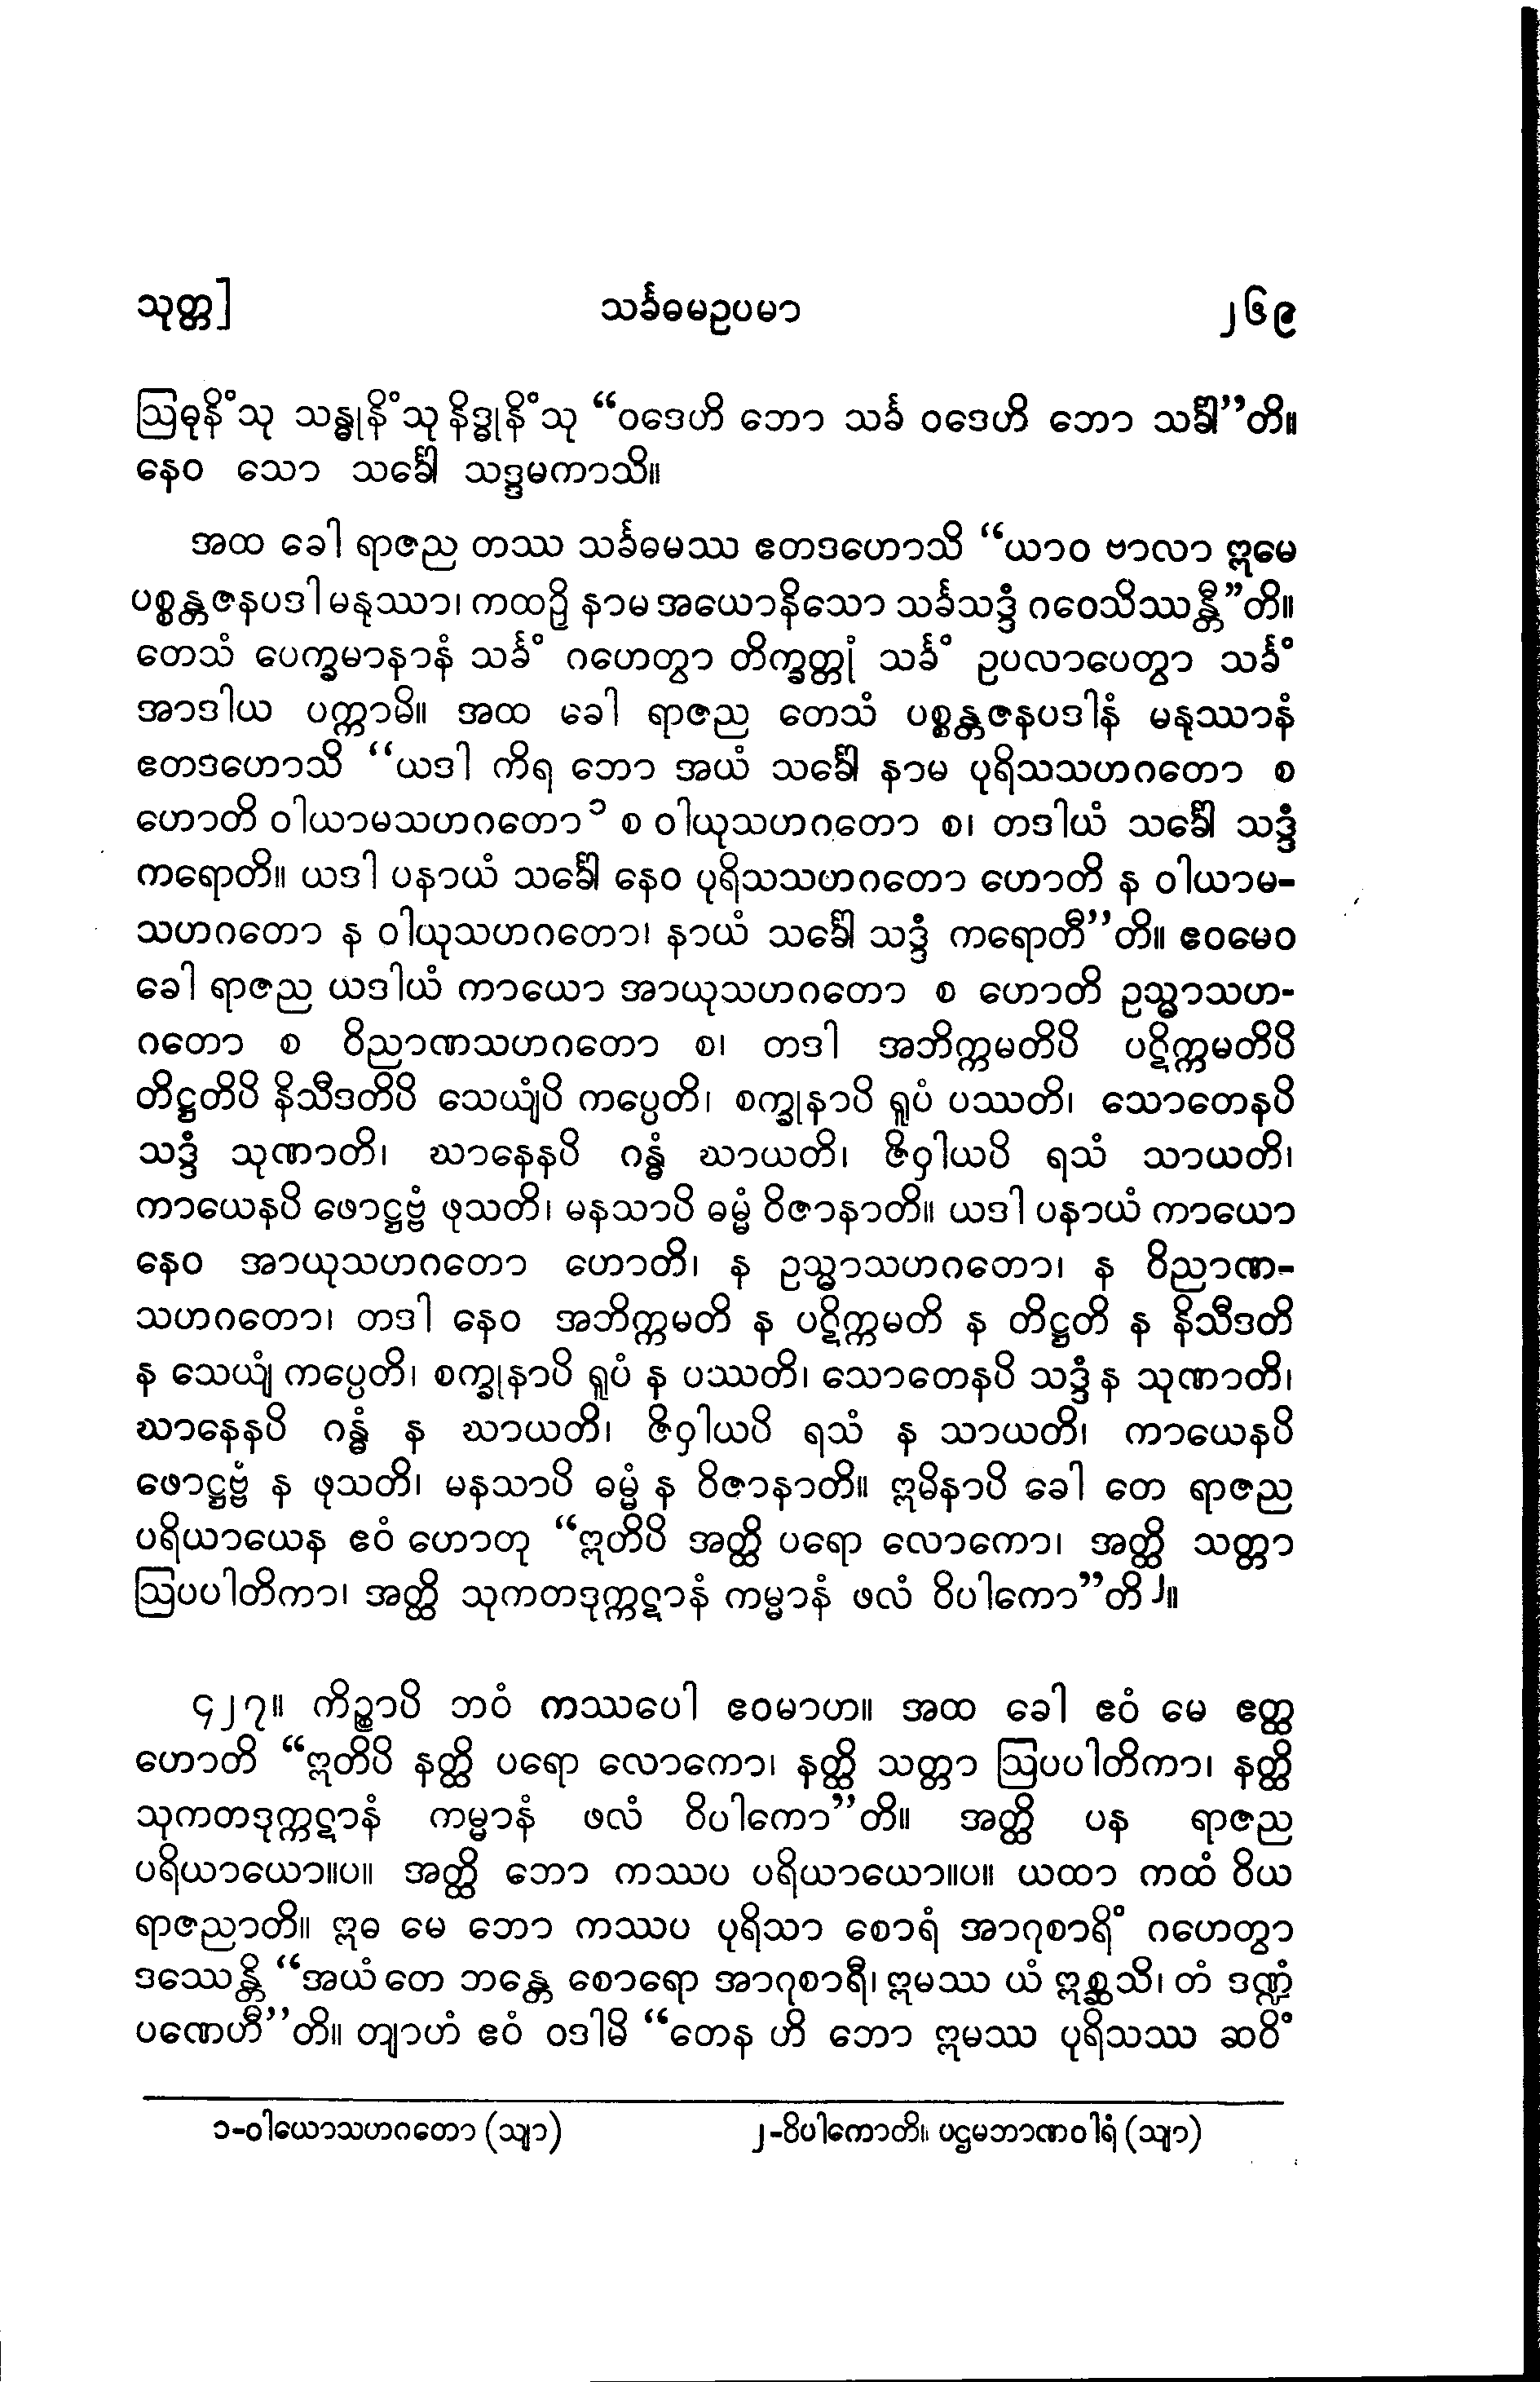 သုတ္တ] သင်္ခဓမဥပမာ ၂၆၉
ဩဓုနိံသု သန္ဓုနိံသု နိဒ္ဓုနိံသု “ဝဒေဟိ ဘော သင်္ခ ဝဒေဟိ ဘော သင်္ခါ”တိ။
နေဝ သော သင်္ခေါ သဒ္ဒမကာသိ။
အထ ခေါ ရာဇည တဿ သင်္ခဓမဿ ဧတဒဟောသိ “ယာဝ ဗာလာ ဣမေ
ပစ္စန္တဇနပဒါ မနုဿာ၊ ကထဉှိ နာမ အယောနိသော သင်္ခသဒ္ဒံ ဂဝေသိဿန္တီ”တိ။
တေသံ ပေက္ခမာနာနံ သင်္ခံ ဂဟေတွာ တိက္ခတ္တုံ သင်္ခံ ဥပလာပေတွာ သင်္ခံ
အာဒါယ ပက္ကာမိ။ အထ ခေါ ရာဇည တေသံ ပစ္စန္တဇနပဒါနံ မနုဿာနံ
ဧတဒဟောသိ “ယဒါ ကိရ ဘော အယံ သင်္ခေါ နာမ ပုရိသသဟဂတော စ
ဟောတိ ဝါယာမသဟဂတော ၁ စ ဝါယုသဟဂတော စ၊ တဒါယံ သင်္ခေါ သဒ္ဒံ
ကရောတိ။ ယဒါ ပနာယံ သင်္ခေါ နေဝ ပုရိသသဟဂတော ဟောတိ န ဝါယာမ-
သဟဂတော န ဝါယုသဟဂတော၊ နာယံ သင်္ခေါ သဒ္ဒံ ကရောတီ”တိ။ ဧဝမေဝ
ခေါ ရာဇည ယဒါယံ ကာယော အာယုသဟဂတော စ ဟောတိ ဥသ္မာသဟ-
ဂတော စ ဝိညာဏသဟဂတော စ၊ တဒါ အဘိက္ကမတိပိ ပဋိက္ကမတိပိ
တိဋ္ဌတိပိ နိသီဒတိပိ သေယျံပိ ကပ္ပေတိ၊ စက္ခုနာပိ ရူပံ ပဿတိ၊ သောတေနပိ
သဒ္ဒံ သုဏာတိ၊ ဃာနေနပိ ဂန္ဓံ ဃာယတိ၊ ဇိဝှါယပိ ရသံ သာယတိ၊
ကာယေနပိ ဖောဋ္ဌဗ္ဗံ ဖုသတိ၊ မနသာပိ ဓမ္မံ ဝိဇာနာတိ။ ယဒါ ပနာယံ ကာယော
နေဝ အာယုသဟဂတော ဟောတိ၊ န ဥသ္မာသဟဂတော၊ န ဝိညာဏ-
သဟဂတော၊ တဒါ နေဝ အဘိက္ကမတိ န ပဋိက္ကမတိ န တိဋ္ဌတိ န နိသီဒတိ
န သေယျံ ကပ္ပေတိ၊ စက္ခုနာပိ ရူပံ န ပဿတိ၊ သောတေနပိ သဒ္ဒံ န သုဏာတိ၊
ဃာနေနပိ ဂန္ဓံ န ဃာယတိ၊ ဇိဝှါယပိ ရသံ န သာယတိ၊ ကာယေနပိ
ဖောဋ္ဌဗ္ဗံ န ဖုသတိ၊ မနသာပိ ဓမ္မံ န ဝိဇာနာတိ။ ဣမိနာပိ ခေါ တေ ရာဇည
ပရိယာယေန ဧဝံ ဟောတု “ဣတိပိ အတ္ထိ ပရော လောကော၊ အတ္ထိ သတ္တာ
ဩပပါတိကာ၊ အတ္ထိ သုကတဒုက္ကဋာနံ ကမ္မာနံ ဖလံ ဝိပါကော”တိ ၂။
၄၂၇။ ကိဉ္စာပိ ဘဝံ ကဿပေါ ဧဝမာဟ။ အထ ခေါ ဧဝံ မေ ဧတ္ထ
ဟောတိ “ဣတိပိ နတ္ထိ ပရော လောကော၊ နတ္ထိ သတ္တာ ဩပပါတိကာ၊ နတ္ထိ
သုကတဒုက္ကဋာနံ ကမ္မာနံ ဖလံ ဝိပါကော”တိ။ အတ္ထိ ပန ရာဇည
ပရိယာယော။ပ။ အတ္ထိ ဘော ကဿပ ပရိယာယော။ပ။ ယထာ ကထံ ဝိယ
ရာဇညာတိ။ ဣဓ မေ ဘော ကဿပ ပုရိသာ စောရံ အာဂုစာရိံ ဂဟေတွာ
ဒဿေန္တိ “အယံ တေ ဘန္တေ စောရော အာဂုစာရီ၊ ဣမဿ ယံ ဣစ္ဆသိ၊ တံ ဒဏ္ဍံ
ပဏေဟီ”တိ။ တျာဟံ ဧဝံ ဝဒါမိ “တေန ဟိ ဘော ဣမဿ ပုရိသဿ ဆဝိံ
၁-ဝါယောသဟဂတော (သျာ) ၂-ဝိပါကောတိ။ ပဌမဘာဏဝါရံ (သျာ)